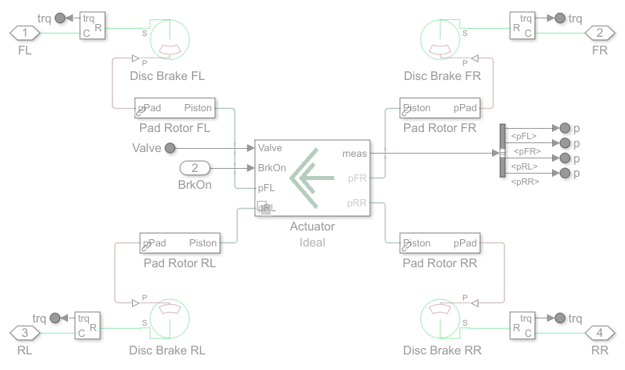 trq
trq
R
C
1
FL
S
P
Disc Brake FL
S
P
Disc Brake FR
trq
R
C
trq
2
FR
pPad Piston
Pad Rotor FL
Piston pPad
Pad Rotor FR
Valve
2
BrkOn
Valve
BrkOn
pFL
pRL
meas
pFR
pRR
Actuator
Ideal
<pFL>
<pFR>
<pRL>
<pRR>
p
p
p
p
pPad Piston
Pad Rotor RL
Piston pPad
Pad Rotor RR
trq
trq
R
C
3
RL
P
S
Disc Brake RL
P
S
Disc Brake RR
trq
R
C
trq
4
RR